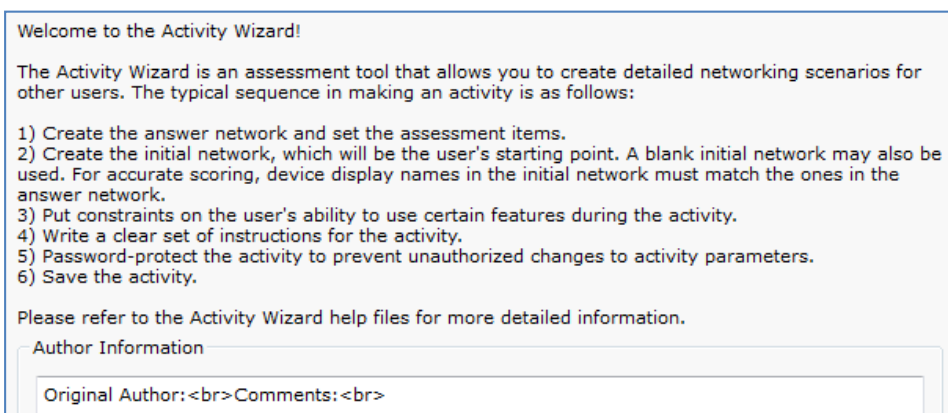 Welcome to the Activity Wizard!
The Activity Wizard is an assessment tool that allows you to create detailed networking scenarios for
other users. The typical sequence in making an activity is as follows:
1) Create the answer network and set the assessment items.
2) Create the initial network, which will be the user's starting point. A blank initial network may also be
used. For accurate scoring, device display names in the initial network must match the ones in the
answer network.
3) Put constraints on the user's ability to use certain features during the activity.
4) Write a clear set of instructions for the activity.
5) Password-protect the activity to prevent unauthorized changes to activity parameters.
6) Save the activity.
Please refer to the Activity Wizard help files for more detailed information.
Author Information
Original Author:<br>Comments:<br>